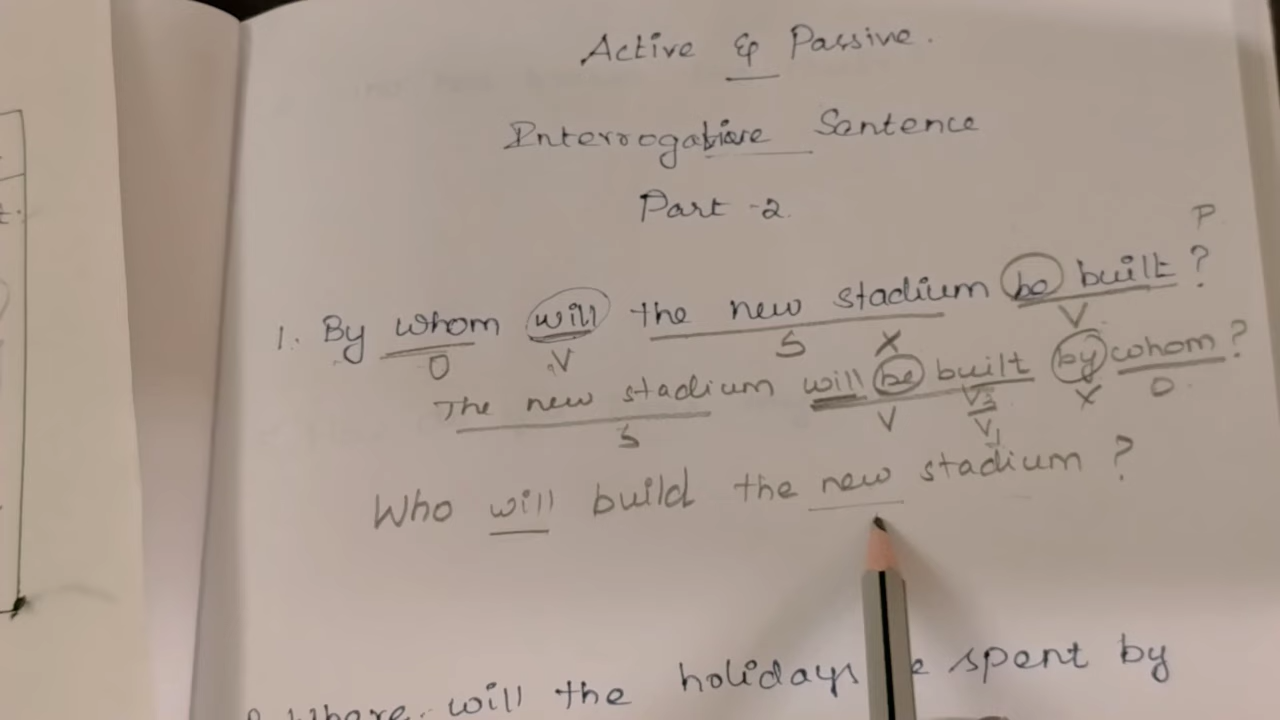 Active & Passive.
Interrogative Sentence
Part -2.
P
1. By whom will the new stadium be built ?
O V S X V
The new stadium will be built by whom ?
S V V3 X O.
V1
Who will build the new stadium ?
Where will the holidays spent by